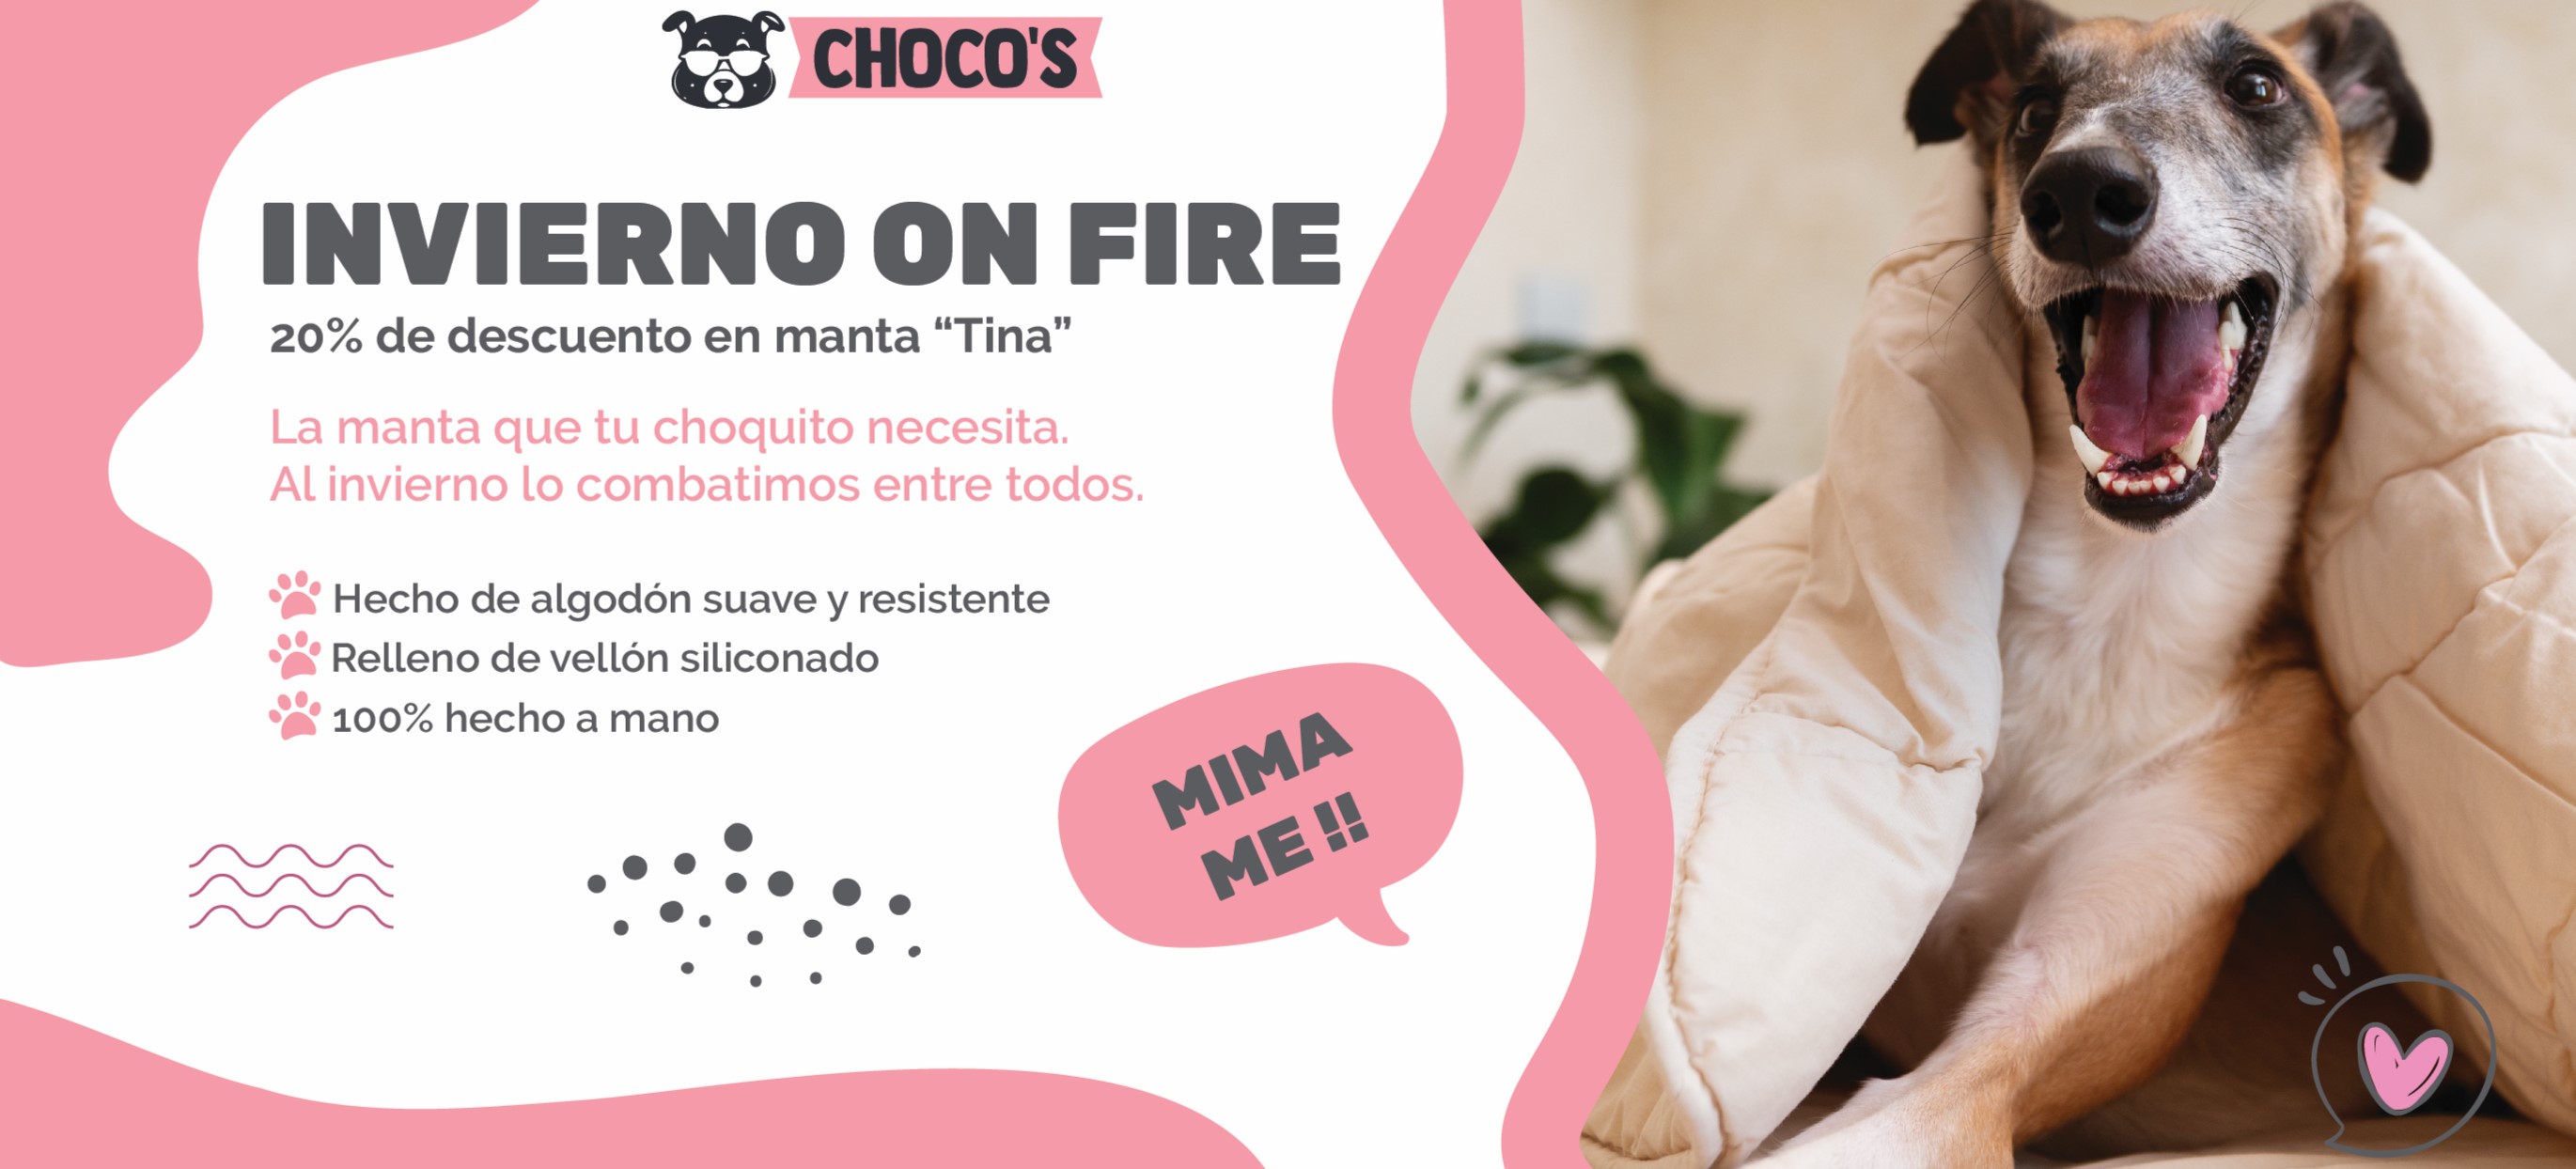 CHOCO'S
INVIERNO ON FIRE
20% de descuento en manta “Tina”
La manta que tu choquito necesita.
Al invierno lo combatimos entre todos.
Hecho de algodón suave y resistente
Relleno de vellón siliconado
100% hecho a mano
MIMA
ME !!